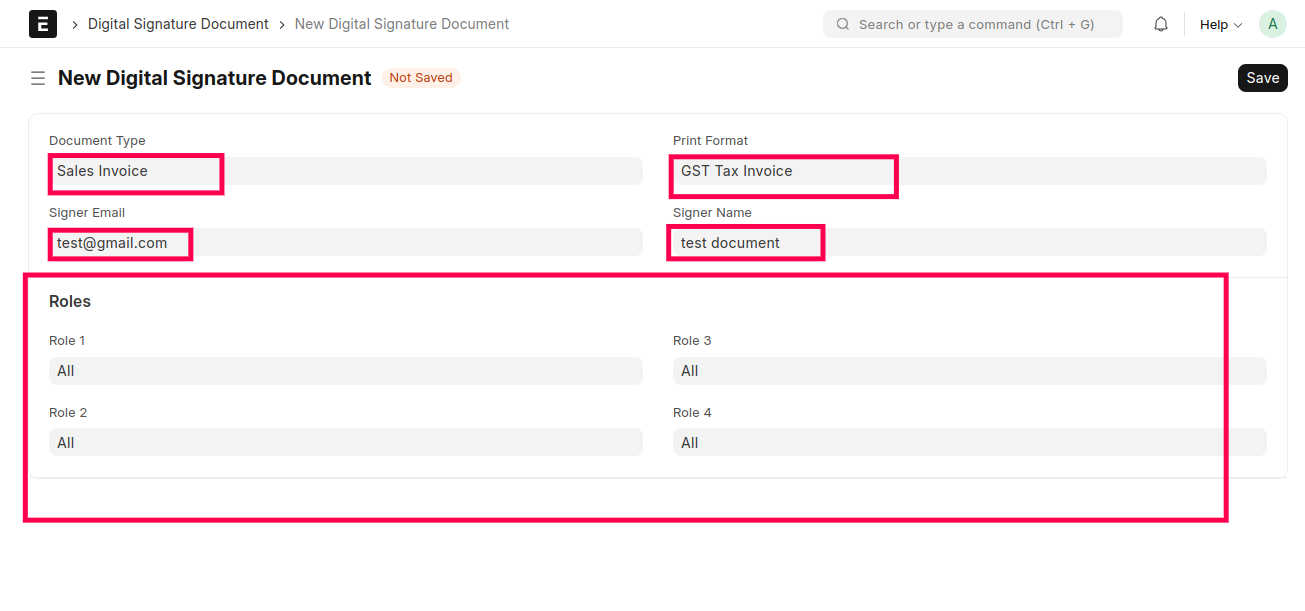 E Digital Signature Document New Digital Signature Document Search or type a command (Ctrl + G) Help A
New Digital Signature Document Not Saved Save
Document Type Print Format
Sales Invoice GST Tax Invoice
Signer Email Signer Name
test@gmail.com test document
Roles
Role 1 Role 3
All All
Role 2 Role 4
All All